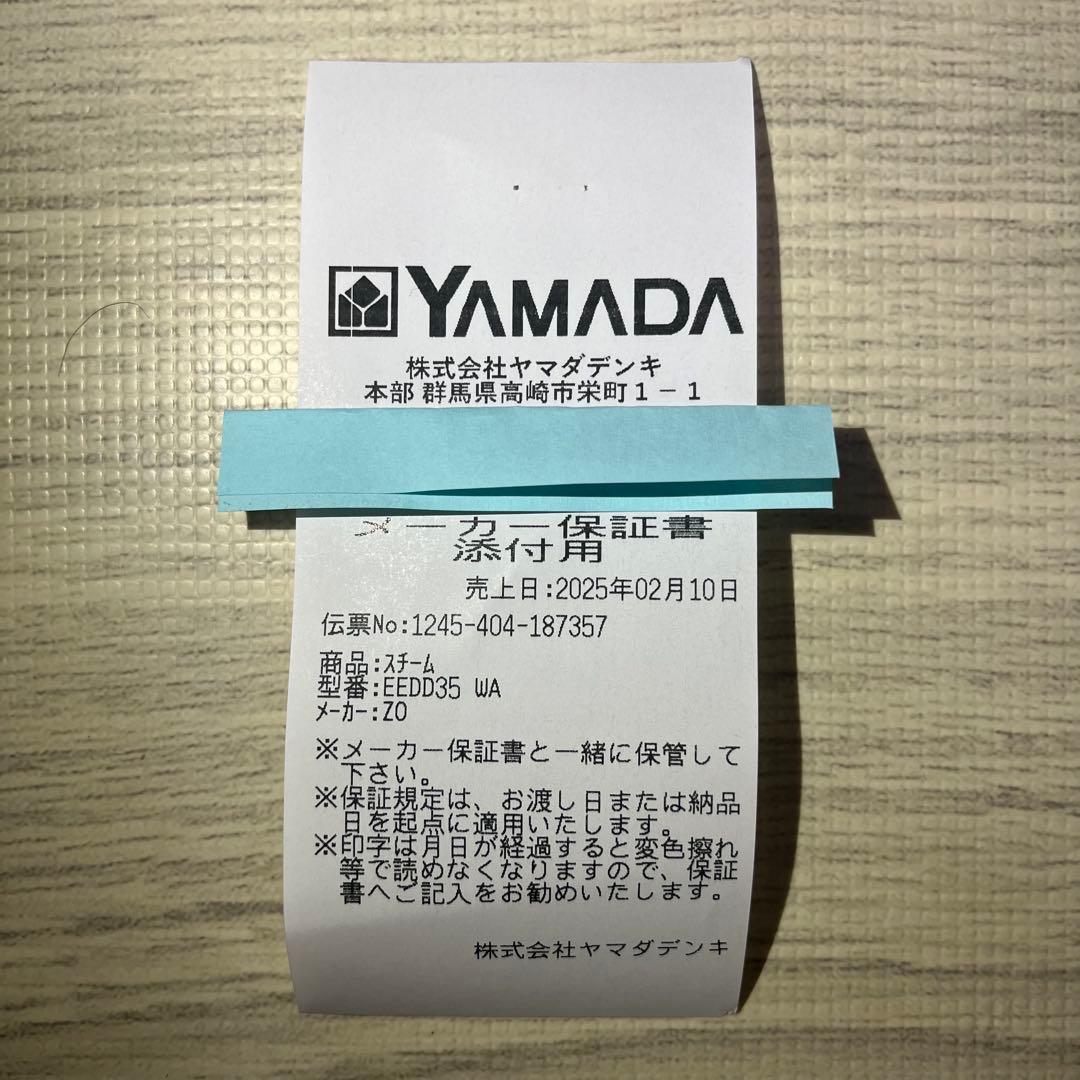 YAMADA
株式会社ヤマダデンキ
本部 群馬県高崎市栄町1-1
メーカー保証書
添付用
売上日:2025年02月10日
伝票No:1245-404-187357
商品:ｽﾁｰﾑ
型番:EEDD35 WA
ﾒｰｶｰ:ZO
※メーカー保証書と一緒に保管して
下さい。
※保証規定は、お渡し日または納品
日を起点に適用いたします。
※印字は月日が経過すると変色擦れ
等で読めなくなりますので、保証
書へご記入をお勧めいたします。
株式会社ヤマダデンキ